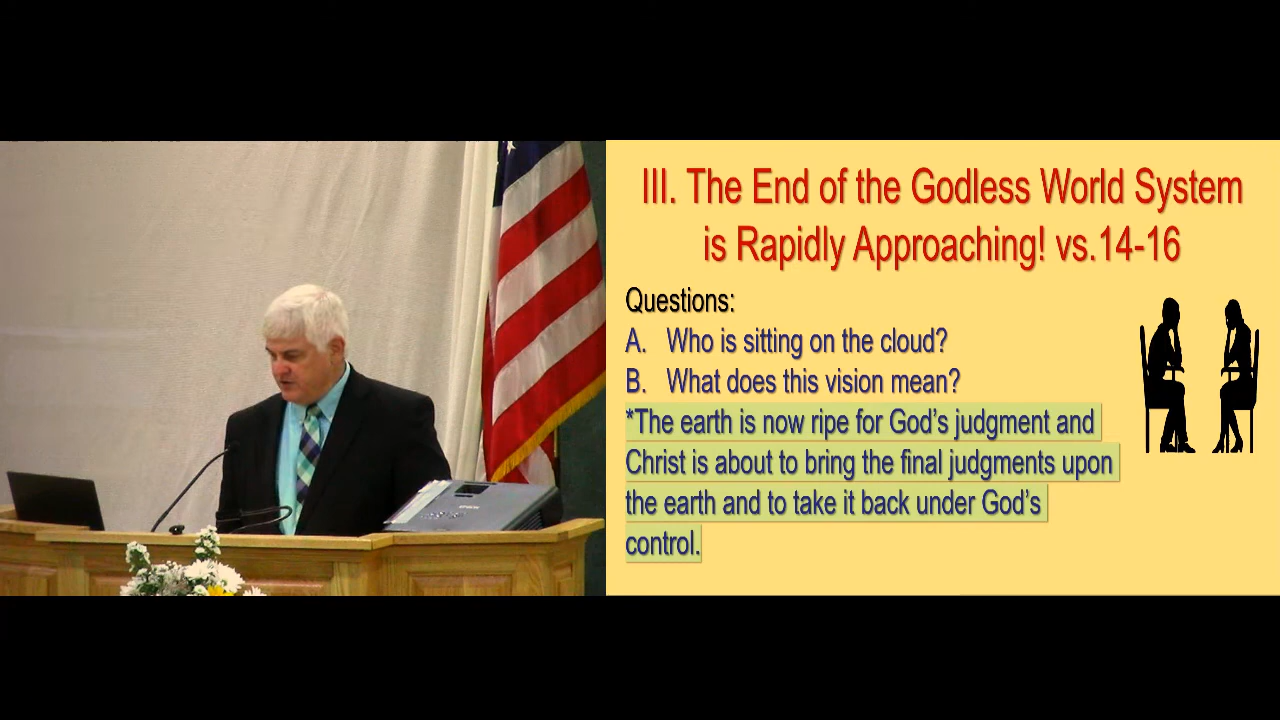 III. The End of the Godless World System
is Rapidly Approaching! vs.14-16
Questions:
A. Who is sitting on the cloud?
B. What does this vision mean?
*The earth is now ripe for God's judgment and
Christ is about to bring the final judgments upon
the earth and to take it back under God's
control.